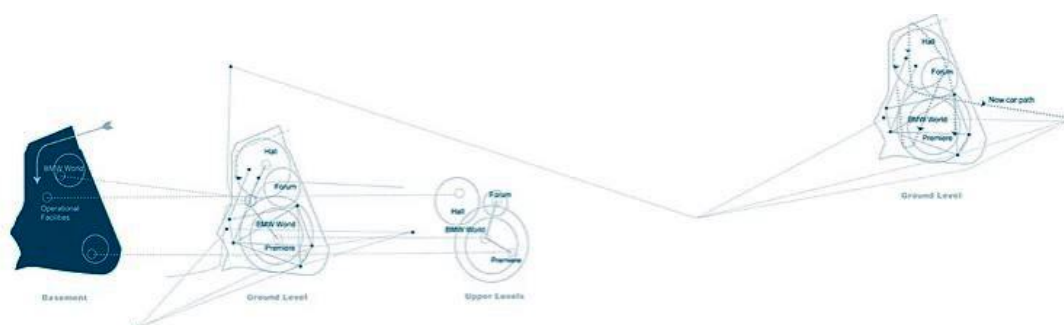 BMW World
Operational
Facilities
Basement
Hall
Forum
BMW World
Premiere
Ground Level
Forum
Hall
BMW World
Premiere
Upper Levels
Hall
Forum
Now car path
BMW World
Premiere
Ground Level